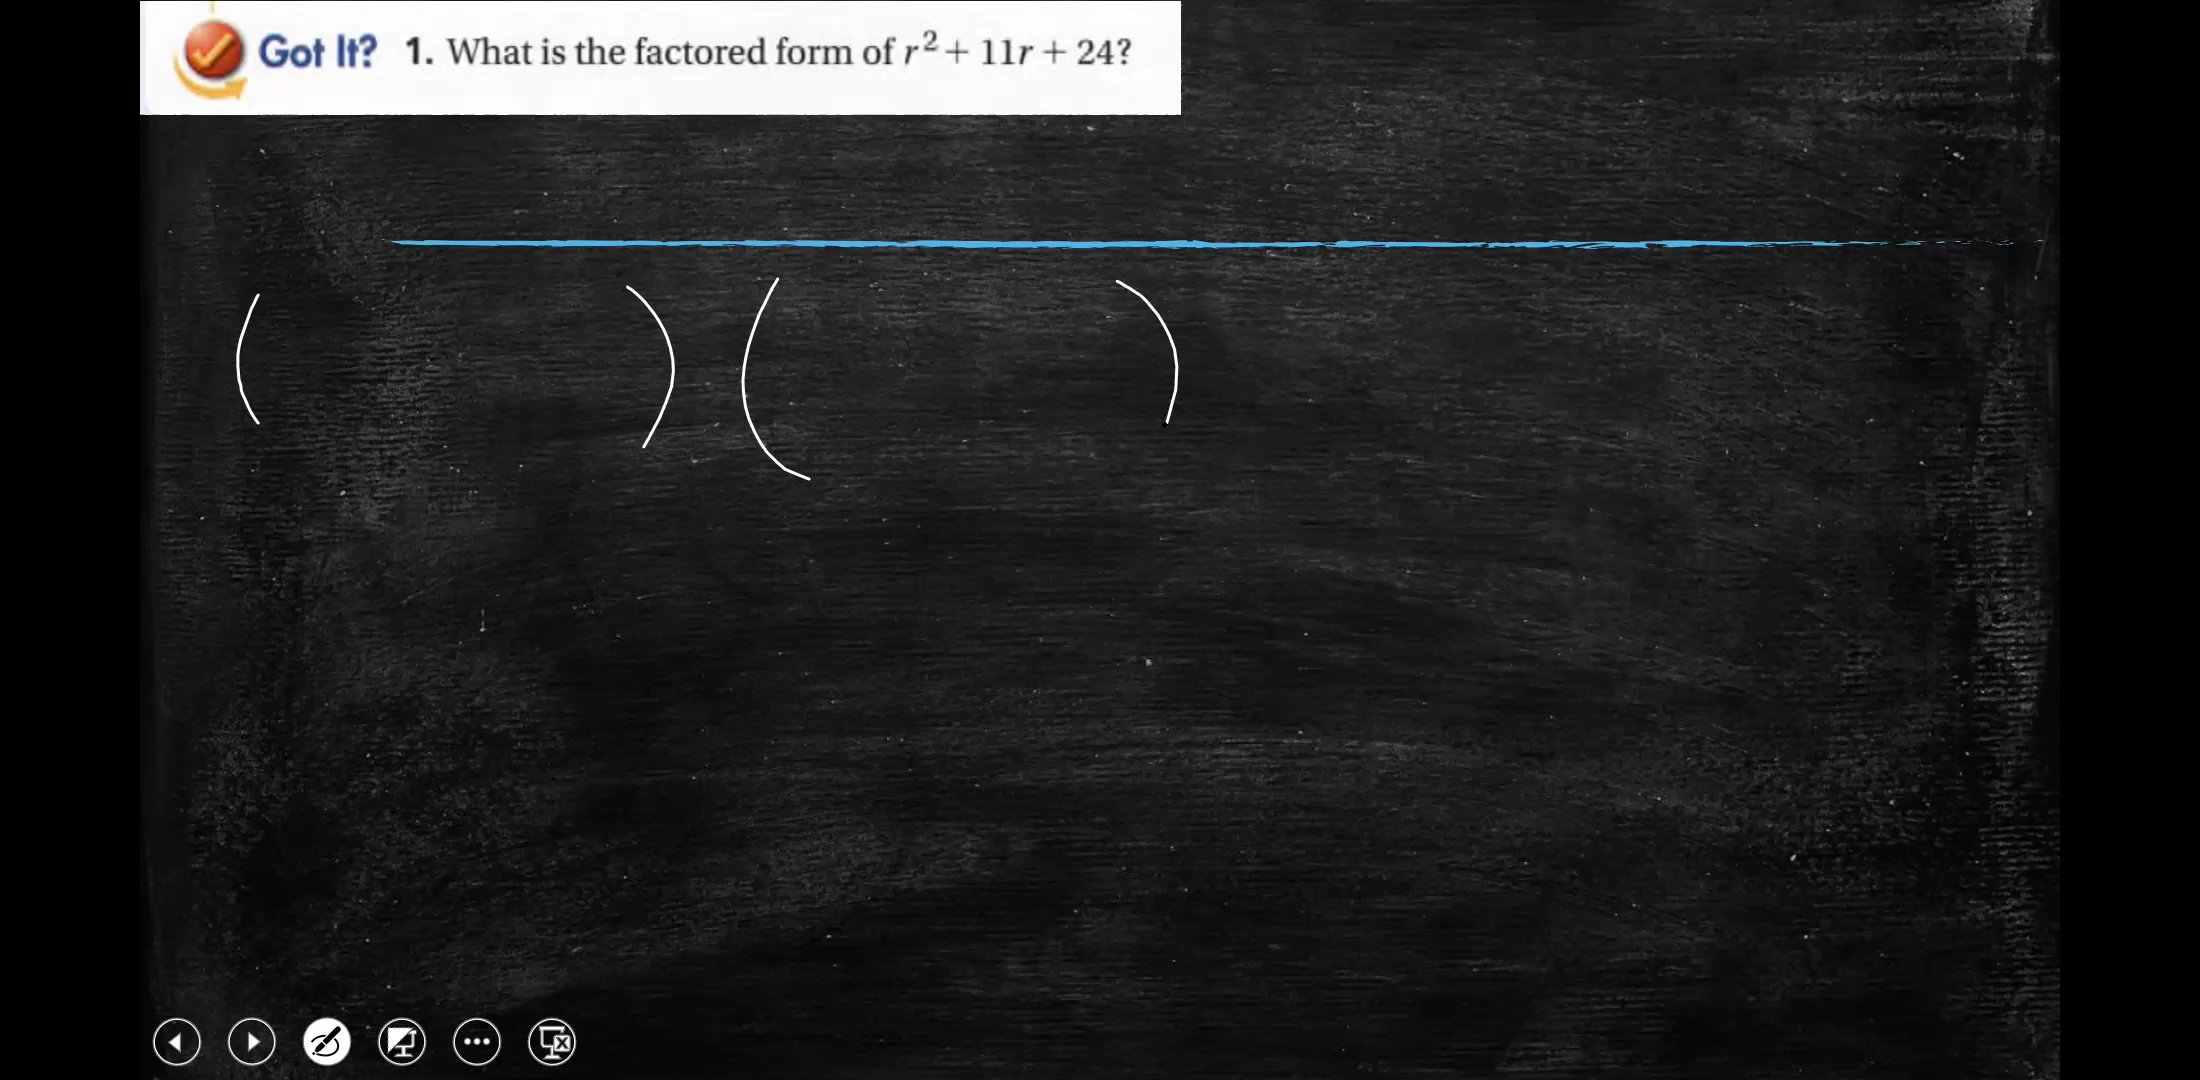 Got It? 1. What is the factored form of r² + 11r + 24?
( ) ( )